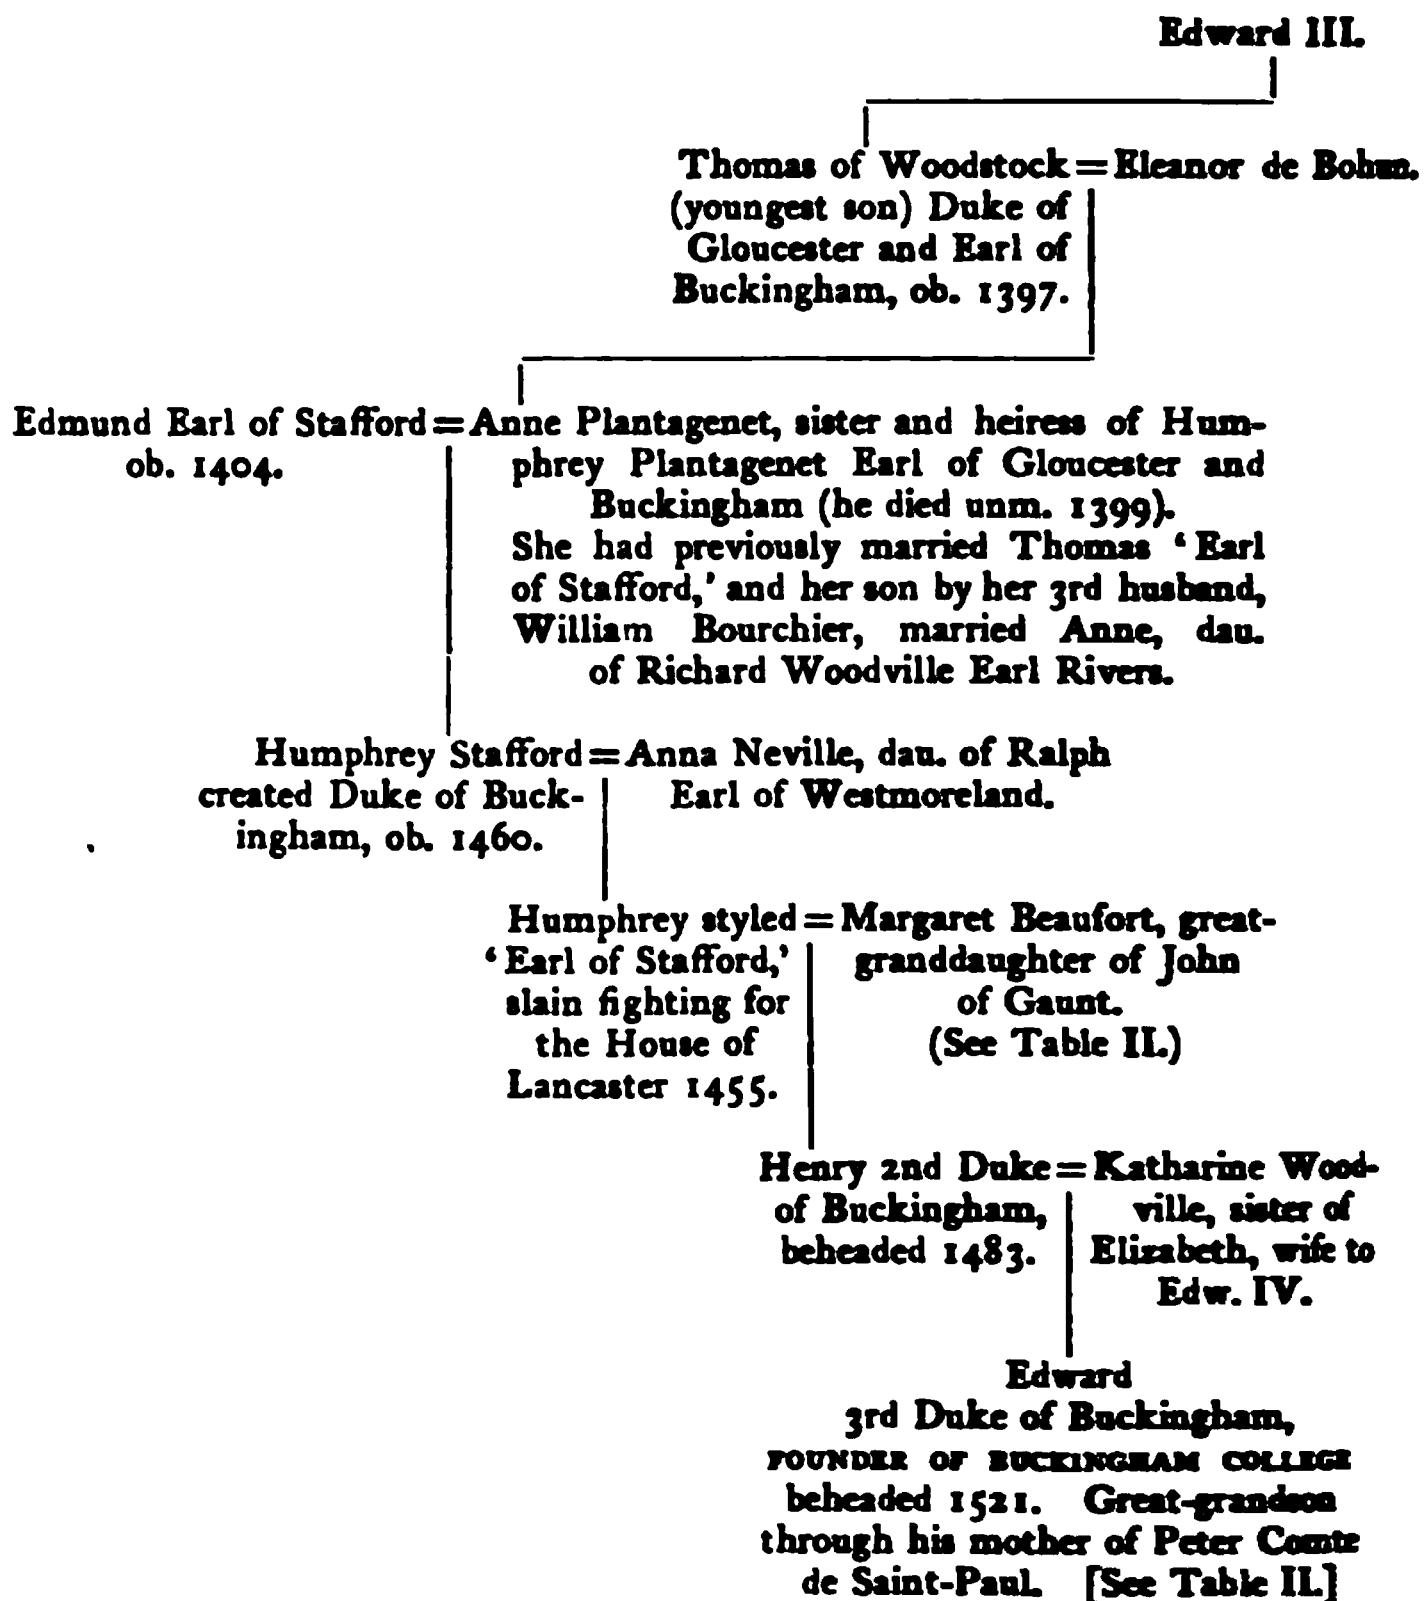 Edward III.
Thomas of Woodstock = Eleanor de Bohun.
(youngest son) Duke of
Gloucester and Earl of
Buckingham, ob. 1397.
Edmund Earl of Stafford = Anne Plantagenet, sister and heiress of Hum-
ob. 1404.
phrey Plantagenet Earl of Gloucester and
Buckingham (he died unm. 1399).
She had previously married Thomas ‘Earl
of Stafford,’ and her son by her 3rd husband,
William Bourchier, married Anne, dau.
of Richard Woodville Earl Rivers.
Humphrey Stafford = Anna Neville, dau. of Ralph
created Duke of Buck-
ingham, ob. 1460.
Earl of Westmoreland.
Humphrey styled = Margaret Beaufort, great-
‘Earl of Stafford,’
slain fighting for
the House of
Lancaster 1455.
granddaughter of John
of Gaunt.
(See Table II.)
Henry 2nd Duke = Katharine Wood-
of Buckingham,
beheaded 1483.
ville, sister of
Elizabeth, wife to
Edw. IV.
Edward
3rd Duke of Buckingham,
FOUNDER OF BUCKINGHAM COLLEGE
beheaded 1521. Great-grandson
through his mother of Peter Comte
de Saint-Paul. [See Table II.]